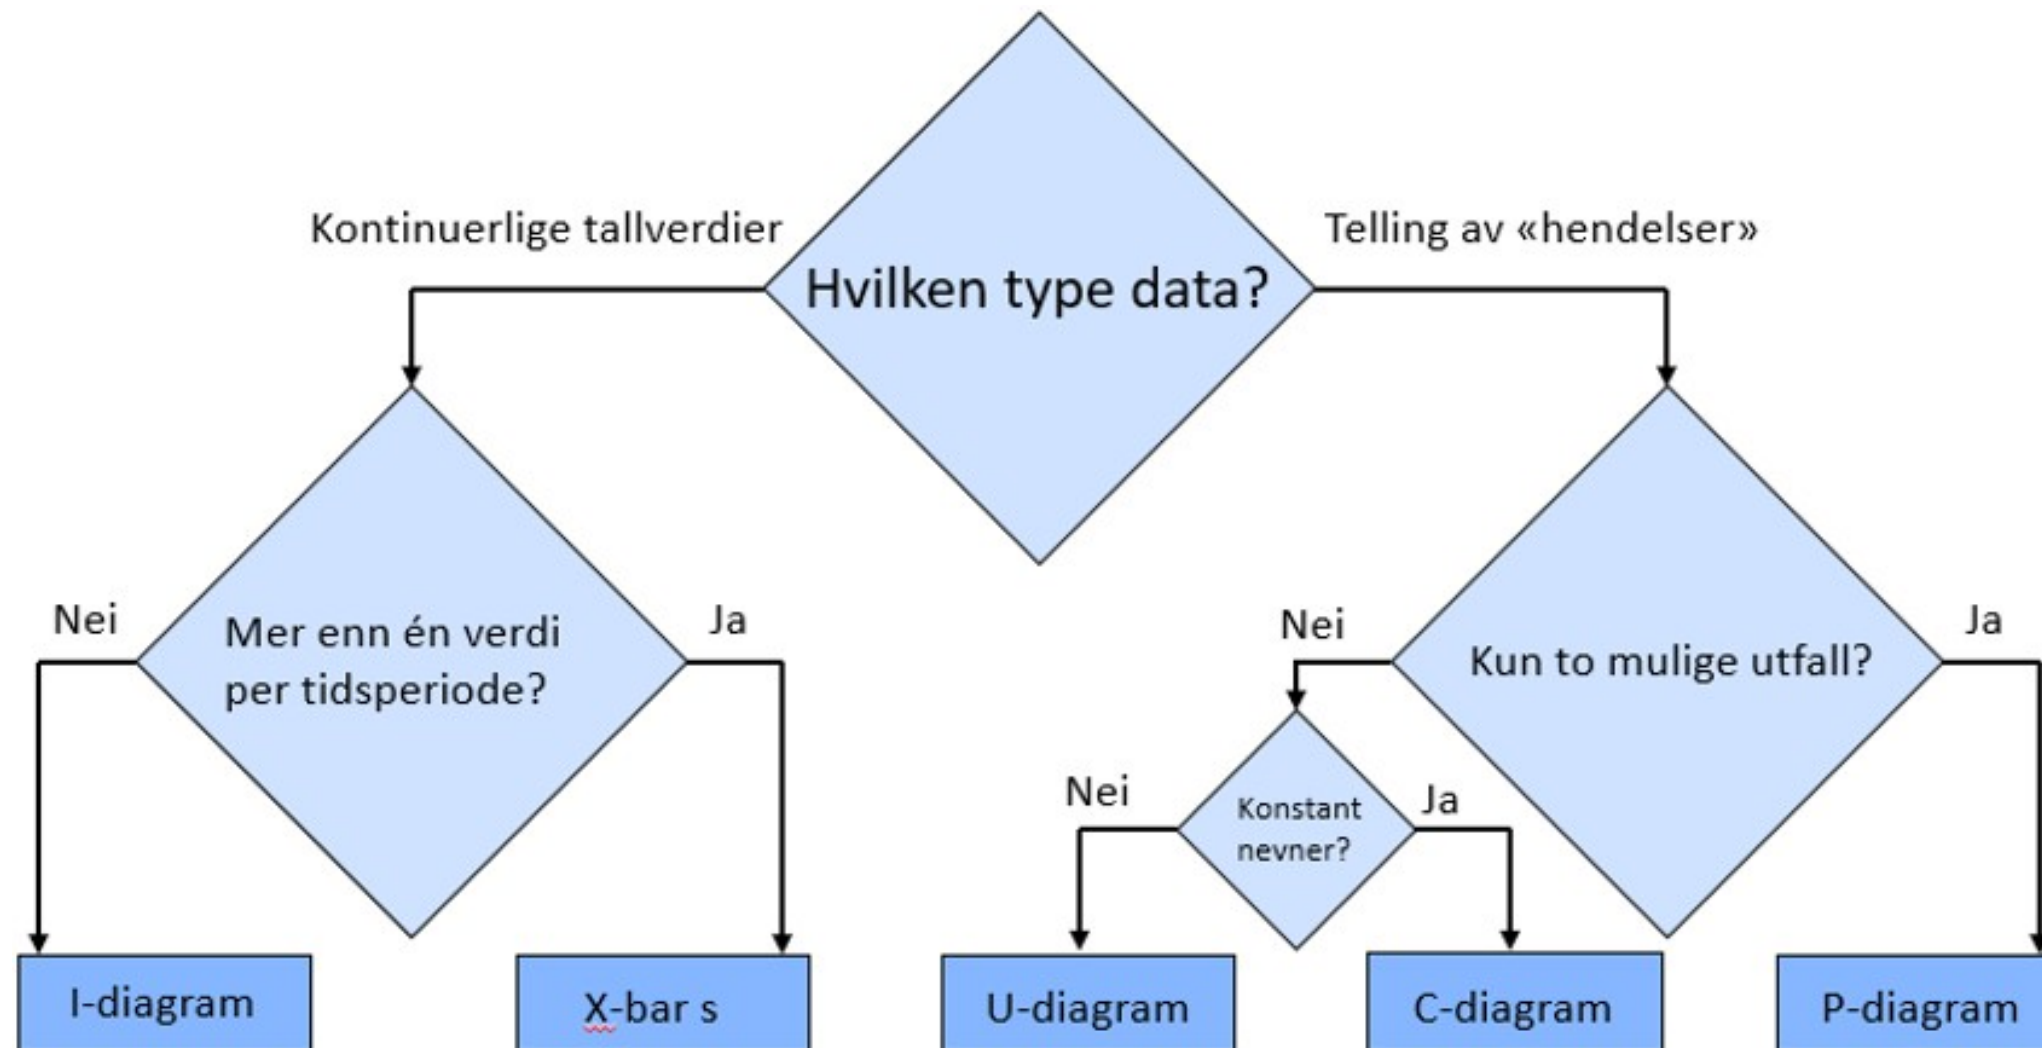 Kontinuerlige tallverdier
Telling av «hendelser»
Hvilken type data?
Nei
Mer enn én verdi
per tidsperiode?
Ja
Nei
Kun to mulige utfall?
Ja
Nei
Konstant
nevner?
Ja
I-diagram
X-bar s
U-diagram
C-diagram
P-diagram